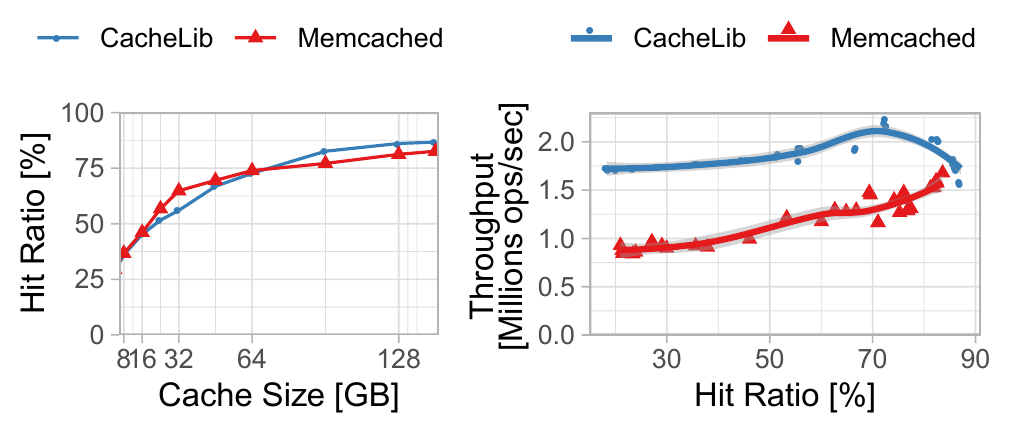 CacheLib Memcached
Hit Ratio [%]
100
75
50
25
0
8 16 32 64 128
Cache Size [GB]
CacheLib Memcached
Throughput
[Millions ops/sec]
2.0
1.5
1.0
0.5
0.0
30 50 70 90
Hit Ratio [%]